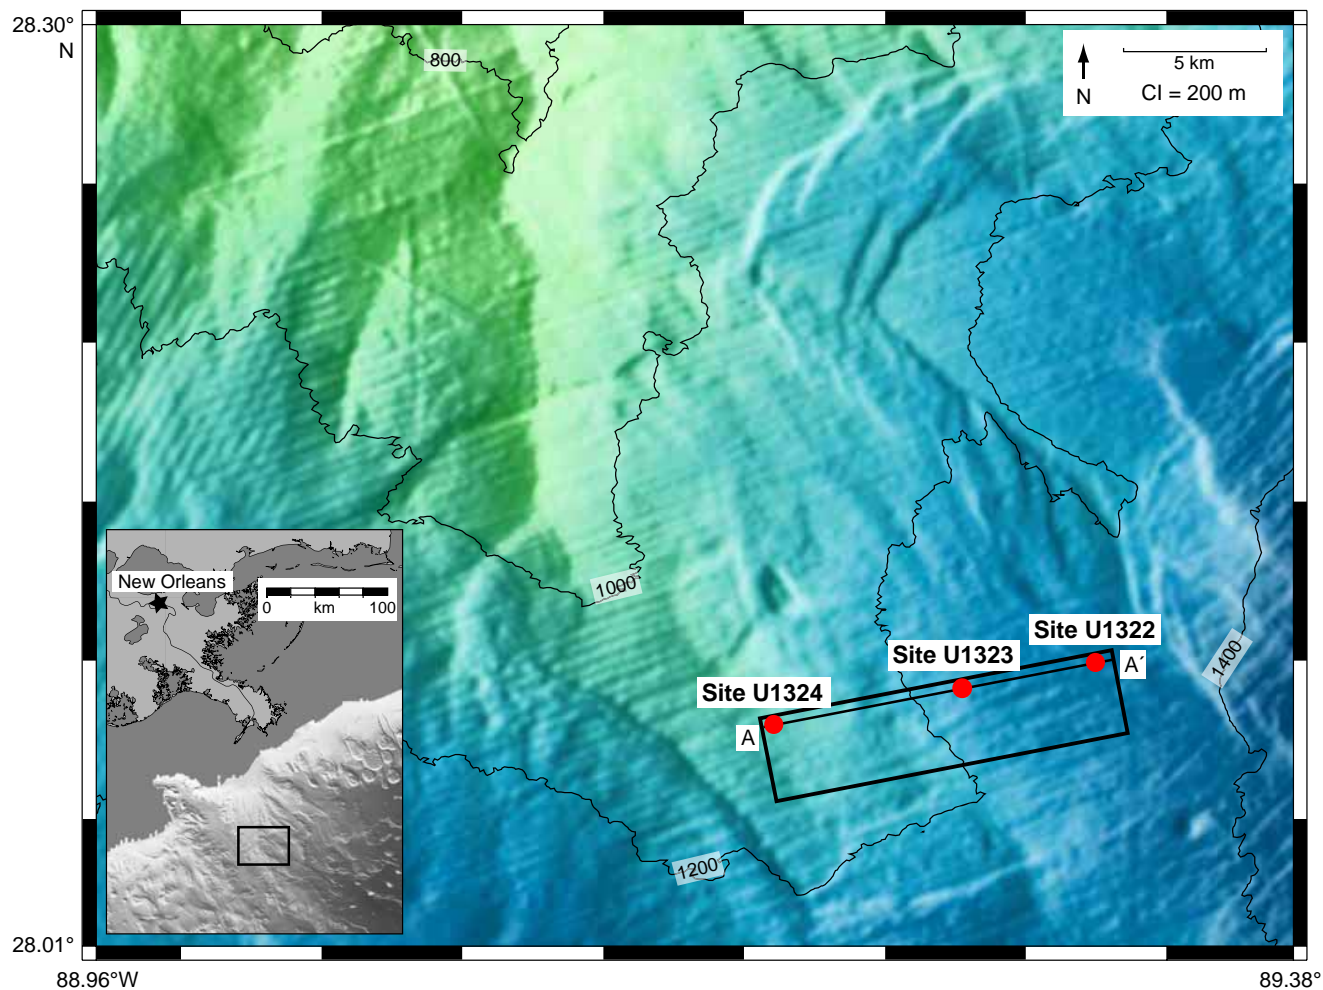 28.30°
N
800
5 km
N
CI = 200 m
New Orleans
0 km 100
1000
Site U1322
A´
Site U1323
Site U1324
A
1400
1200
28.01°
88.96°W
89.38°